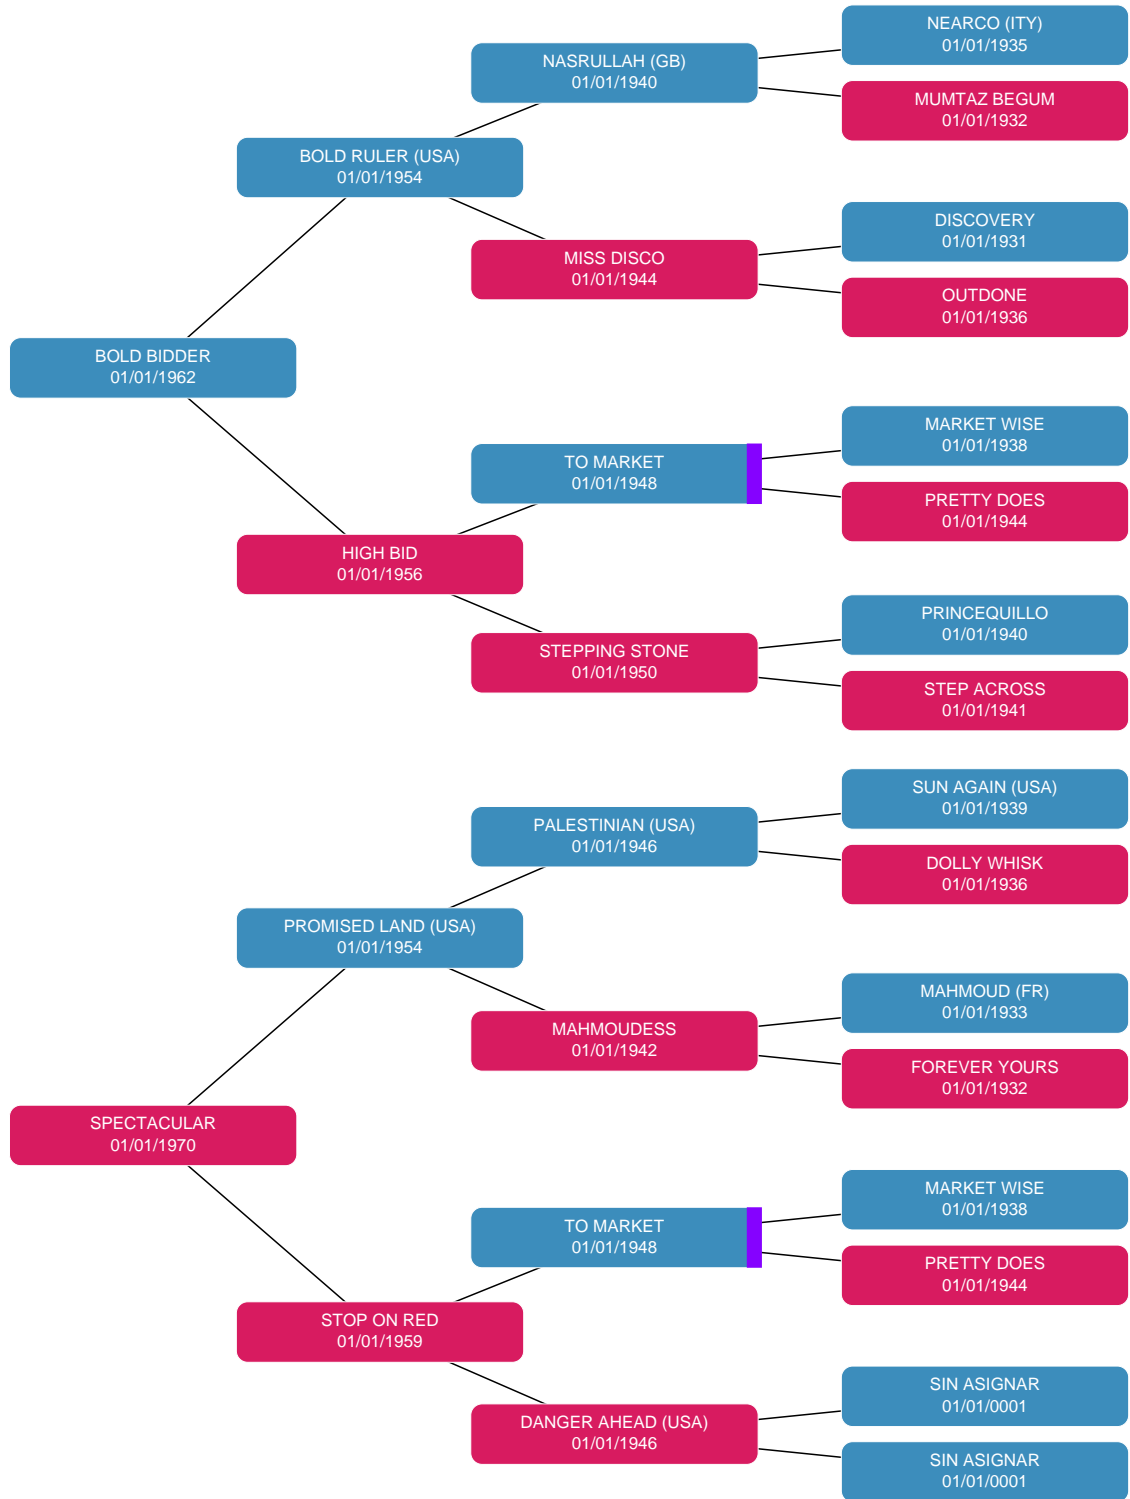 NEARCO (ITY)
01/01/1935
NASRULLAH (GB)
01/01/1940
MUMTAZ BEGUM
01/01/1932
BOLD RULER (USA)
01/01/1954
DISCOVERY
01/01/1931
MISS DISCO
01/01/1944
OUTDONE
01/01/1936
BOLD BIDDER
01/01/1962
MARKET WISE
01/01/1938
TO MARKET
01/01/1948
PRETTY DOES
01/01/1944
HIGH BID
01/01/1956
PRINCEQUILLO
01/01/1940
STEPPING STONE
01/01/1950
STEP ACROSS
01/01/1941
SUN AGAIN (USA)
01/01/1939
PALESTINIAN (USA)
01/01/1946
DOLLY WHISK
01/01/1936
PROMISED LAND (USA)
01/01/1954
MAHMOUD (FR)
01/01/1933
MAHMOUDESS
01/01/1942
FOREVER YOURS
01/01/1932
SPECTACULAR
01/01/1970
MARKET WISE
01/01/1938
TO MARKET
01/01/1948
PRETTY DOES
01/01/1944
STOP ON RED
01/01/1959
SIN ASIGNAR
01/01/0001
DANGER AHEAD (USA)
01/01/1946
SIN ASIGNAR
01/01/0001